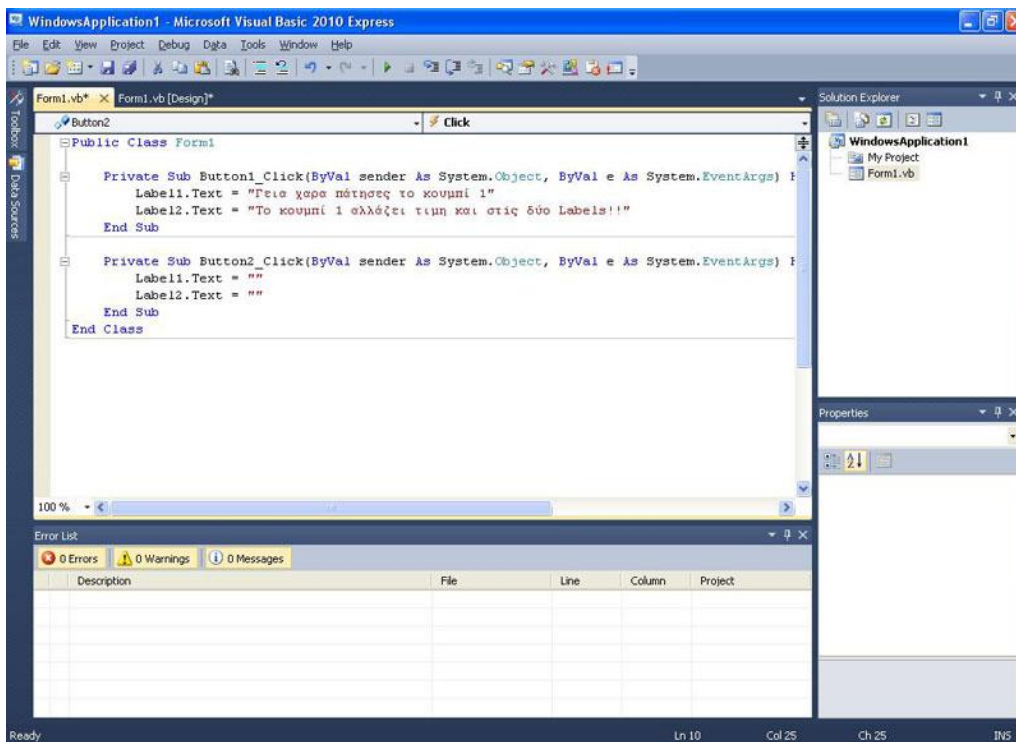 WindowsApplication1 - Microsoft Visual Basic 2010 Express
File Edit View Project Debug Data Tools Window Help
Toolbox
Data Sources
Form1.vb* Form1.vb [Design]*
Button2 Click
Public Class Form1
Private Sub Button1_Click(ByVal sender As System.Object, ByVal e As System.EventArgs)
Label1.Text = "Γεια χαρα πάτησες το κουμπί 1"
Label2.Text = "Το κουμπί 1 αλλάζει τιμη και στις δύο Labels!!"
End Sub
Private Sub Button2_Click(ByVal sender As System.Object, ByVal e As System.EventArgs)
Label1.Text = ""
Label2.Text = ""
End Sub
End Class
100 %
Solution Explorer
WindowsApplication1
My Project
Form1.vb
Properties
Error List
0 Errors 0 Warnings 0 Messages
Description File Line Column Project
Ready Ln 10 Col 25 Ch 25 INS